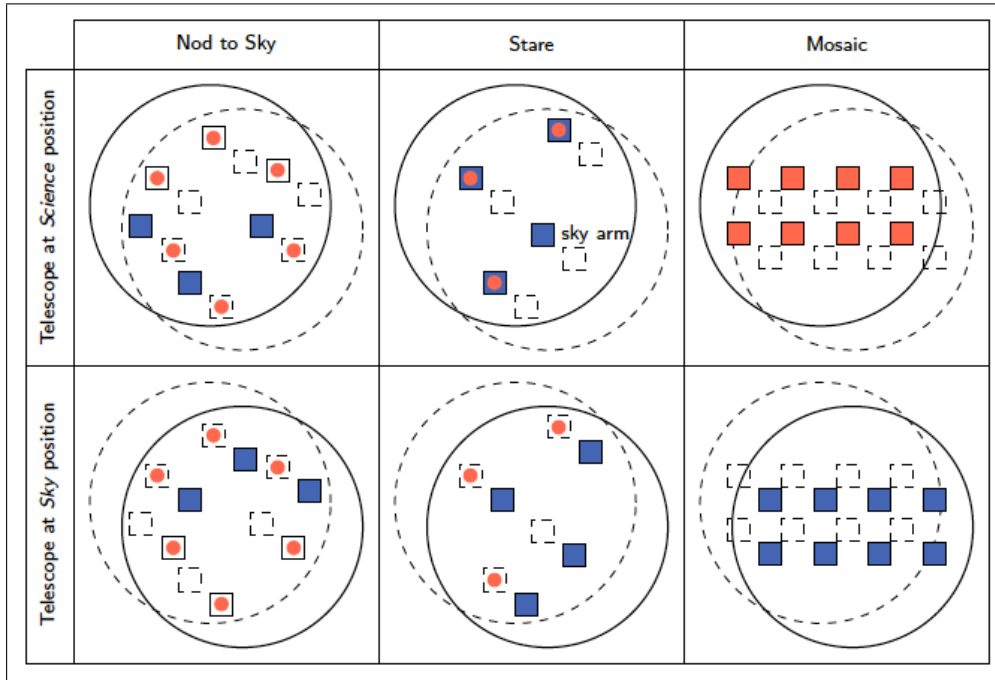 Nod to Sky
Stare
Mosaic
Telescope at Science position
sky arm
Telescope at Sky position